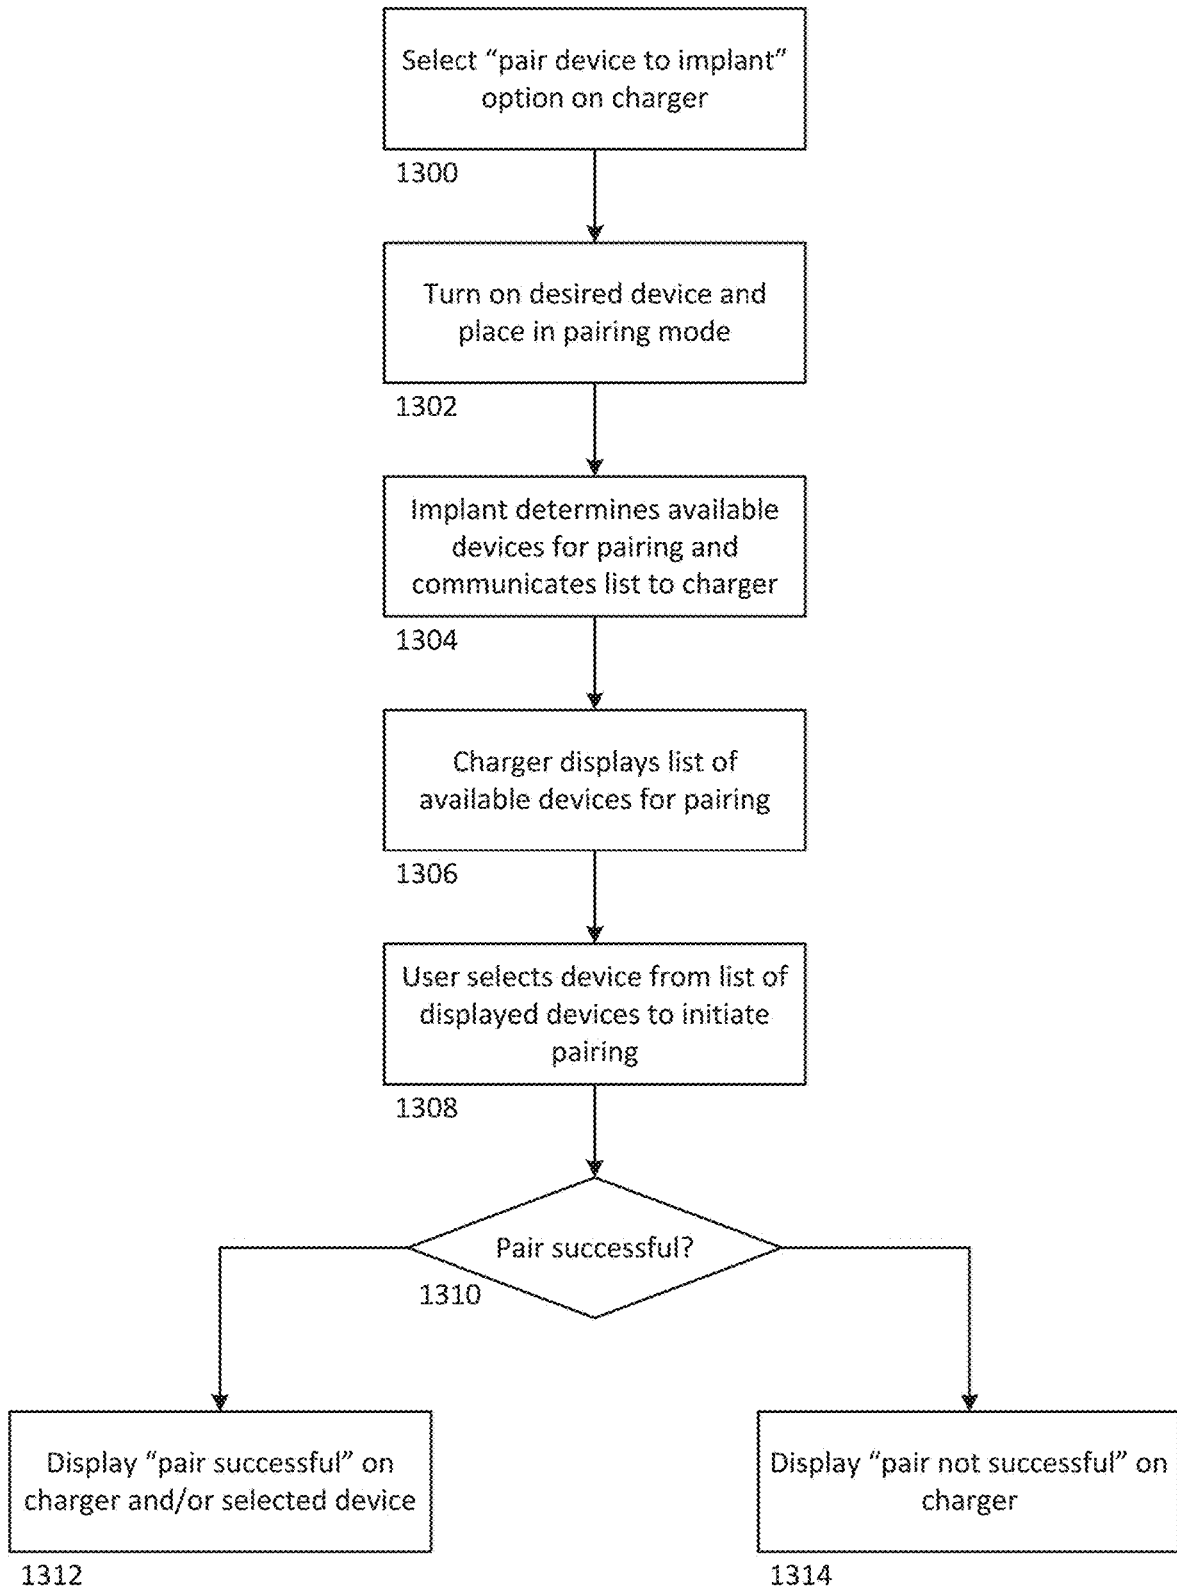 Select “pair device to implant”
option on charger
1300
Turn on desired device and
place in pairing mode
1302
Implant determines available
devices for pairing and
communicates list to charger
1304
Charger displays list of
available devices for pairing
1306
User selects device from list of
displayed devices to initiate
pairing
1308
Pair successful?
1310
Display “pair successful” on
charger and/or selected device
1312
Display “pair not successful” on
charger
1314